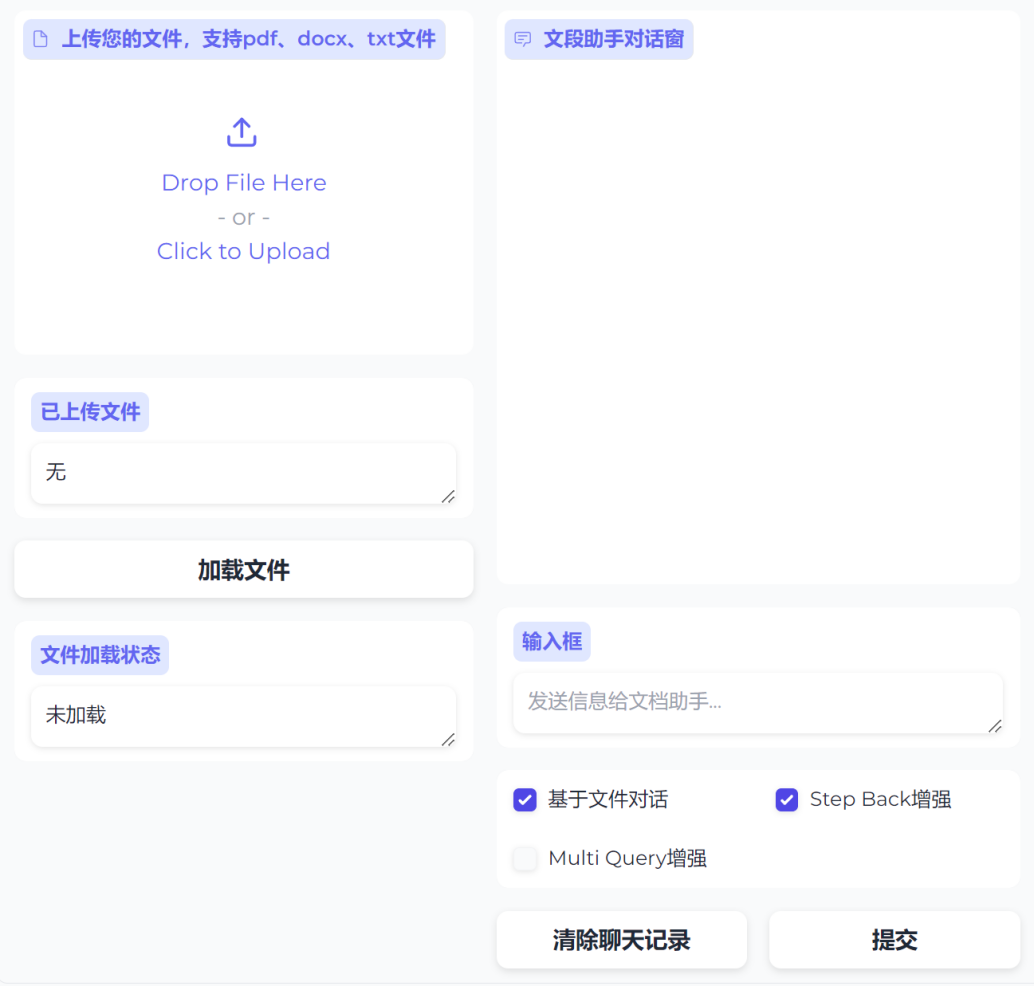 上传您的文件，支持pdf、docx、txt文件
Drop File Here
- or -
Click to Upload
已上传文件
无
加载文件
文件加载状态
未加载
文段助手对话窗
输入框
发送信息给文档助手...
基于文件对话
Step Back增强
Multi Query增强
清除聊天记录
提交